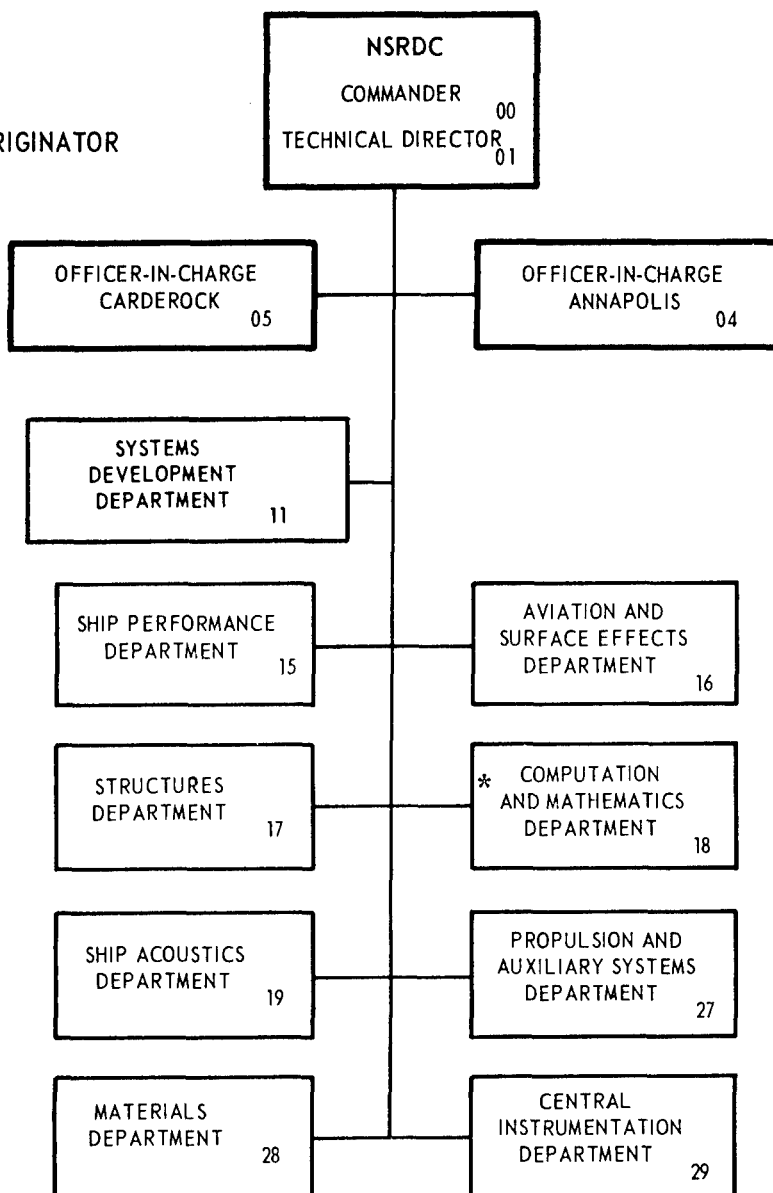 NSRDC
COMMANDER
00
TECHNICAL DIRECTOR
01
RIGINATOR
OFFICER-IN-CHARGE
CARDEROCK
05
OFFICER-IN-CHARGE
ANNAPOLIS
04
SYSTEMS
DEVELOPMENT
DEPARTMENT
11
SHIP PERFORMANCE
DEPARTMENT
15
AVIATION AND
SURFACE EFFECTS
DEPARTMENT
16
STRUCTURES
DEPARTMENT
17
* COMPUTATION
AND MATHEMATICS
DEPARTMENT
18
SHIP ACOUSTICS
DEPARTMENT
19
PROPULSION AND
AUXILIARY SYSTEMS
DEPARTMENT
27
MATERIALS
DEPARTMENT
28
CENTRAL
INSTRUMENTATION
DEPARTMENT
29